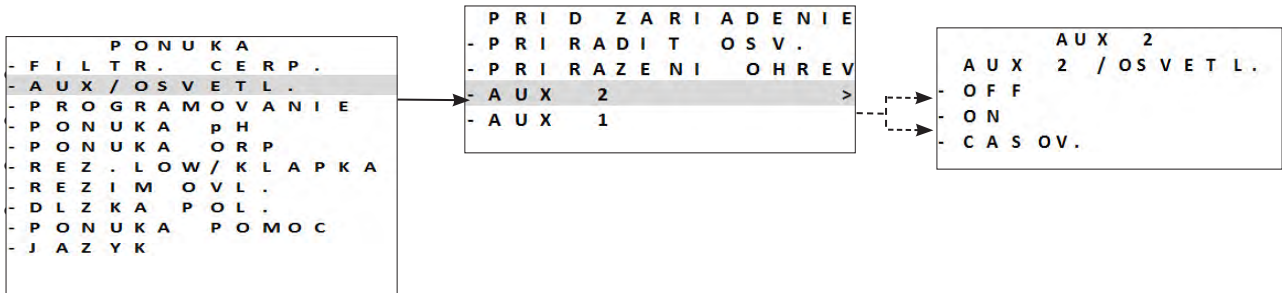 PONUKA
- FILTR. CERP.
- AUX/OSVETL.
- PROGRAMOVANIE
- PONUKA pH
- PONUKA ORP
- REZ.LOW/KLAPKA
- REZIM OVL.
- DLZKA POL.
- PONUKA POMOC
- JAZYK
PRID ZARIADENIE
- PRIRADIT OSV.
- PRIRAZENI OHREV
- AUX 2 >
- AUX 1
AUX 2
AUX 2 /OSVETL.
- OFF
- ON
- CASOV.